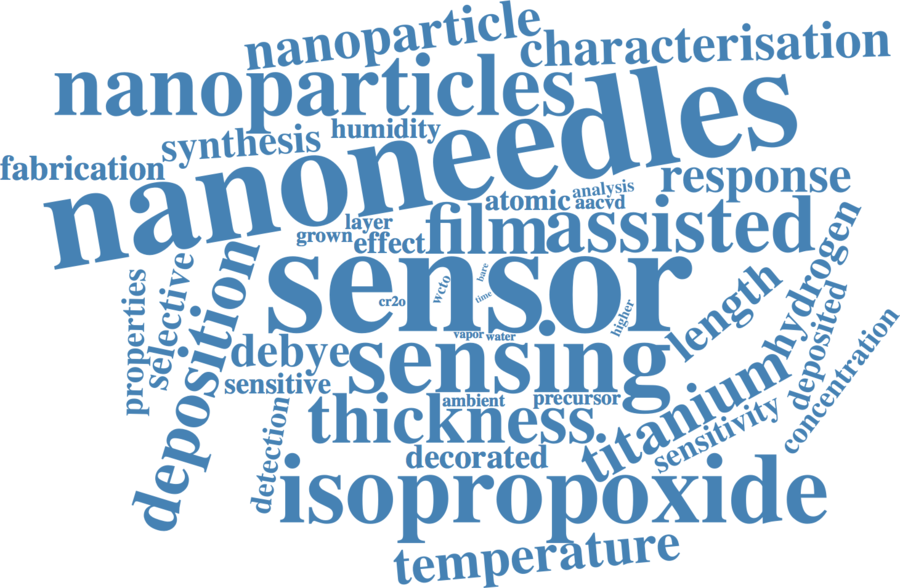 nanoparticle
characterisation
nanoparticles
humidity
synthesis
fabrication
nanoneedles
response
analysis
atomic
aacvd
layer
grown
effect
film
assisted
hydrogen
properties
selective
deposition
sensor
cr2o
wcto
bare
time
higher
length
deposited
concentration
vapor
water
debye
sensing
sensitive
ambient
precursor
titanium
detection
thickness.
sensitivity
decorated
isopropoxide
temperature